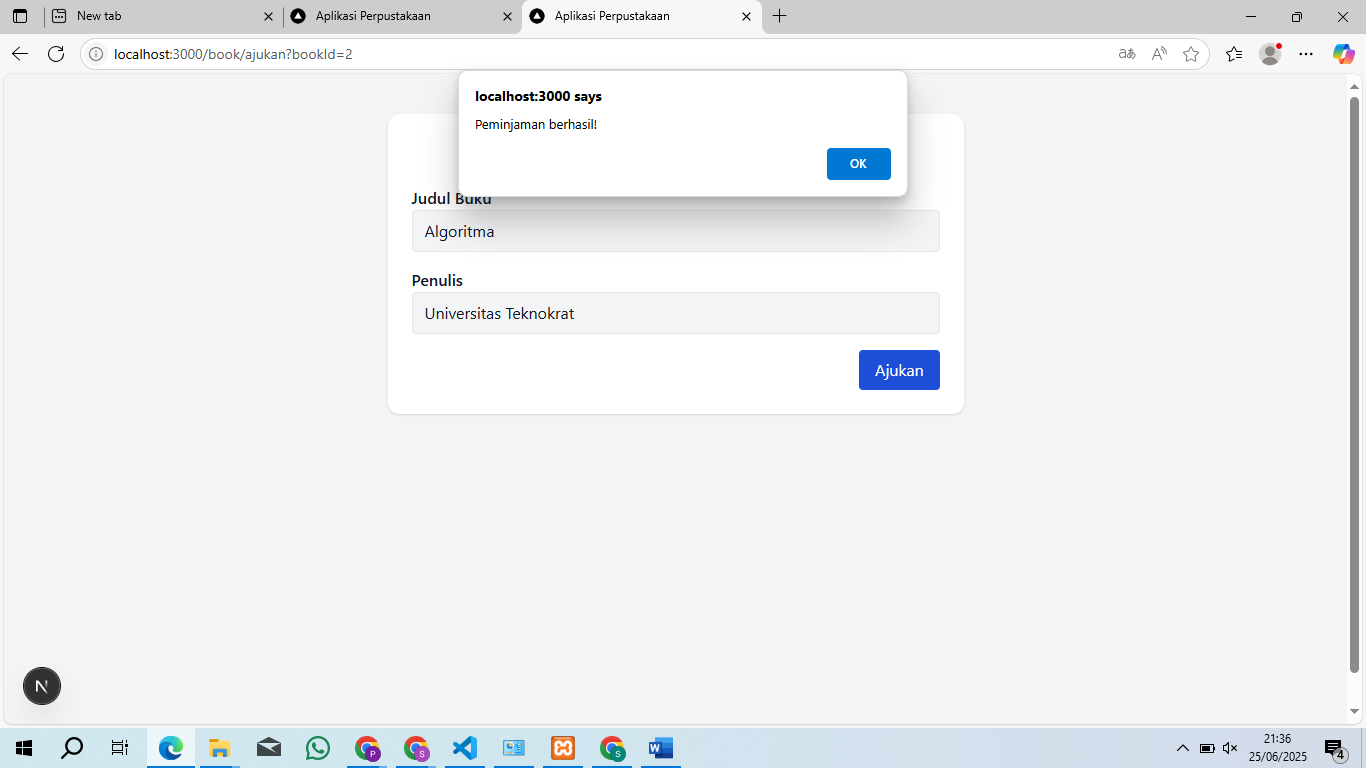 New tab
Aplikasi Perpustakaan
Aplikasi Perpustakaan
localhost:3000/book/ajukan?bookId=2
localhost:3000 says
Peminjaman berhasil!
OK
Judul Buku
Algoritma
Penulis
Universitas Teknokrat
Ajukan
N
P
S
S
W
21:36
25/06/2025
4